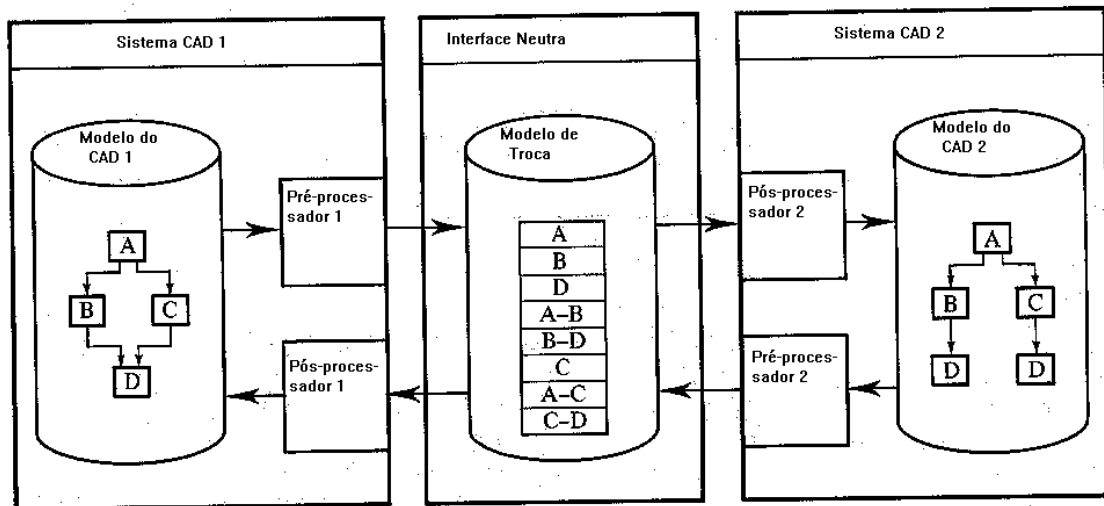 Sistema CAD 1
Interface Neutra
Sistema CAD 2
Modelo do
CAD 1
A
B
C
D
Pré-proces-
sador 1
Pós-proces-
sador 1
Modelo de
Troca
A
B
D
A–B
B–D
C
A–C
C–D
Pós-proces-
sador 2
Pré-proces-
sador 2
Modelo do
CAD 2
A
B
C
D
D